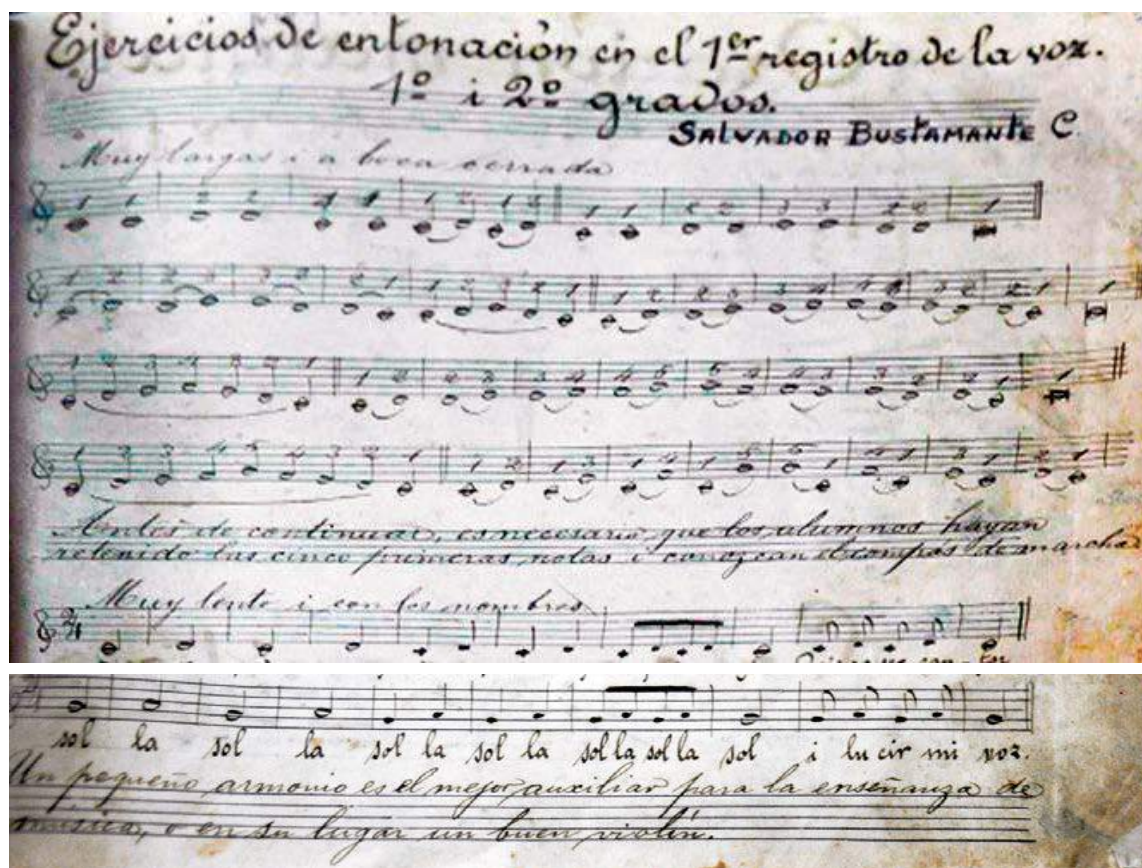 Ejercicios de entonación en el 1er registro de la voz.
1º i 2º grados.
SALVADOR BUSTAMANTE C.
Muy largas i a boca cerrada
Antes de continuar, es necesario que los alumnos hayan
retenido las cinco primeras notas i conozcan el compas de marcha
Muy lento i con los nombres
sol la sol la sol la sol la sol la sol la sol i lu cir mi voz.
Un pequeño armonio es el mejor auxiliar para la enseñanza de
música, o en su lugar un buen violín.